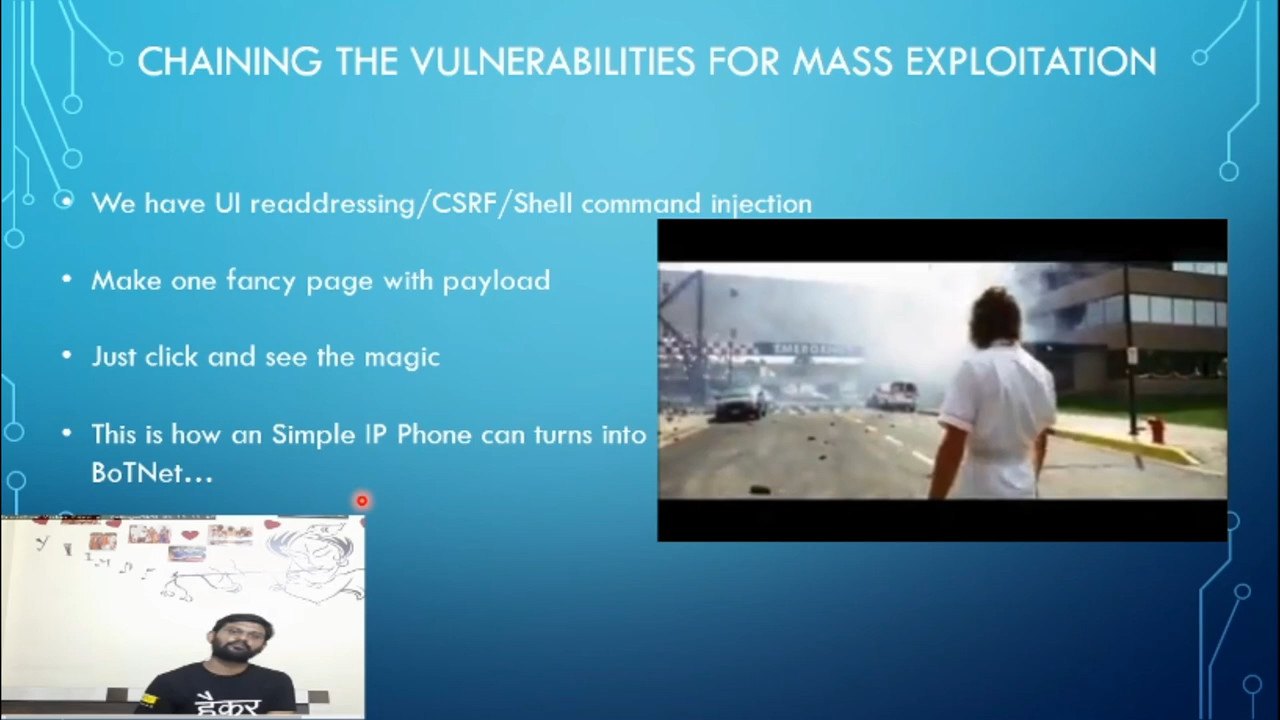 CHAINING THE VULNERABILITIES FOR MASS EXPLOITATION
• We have UI readdressing/CSRF/Shell command injection
• Make one fancy page with payload
• Just click and see the magic
• This is how an Simple IP Phone can turns into
BoTNet...
EMERGENCY
हैकर